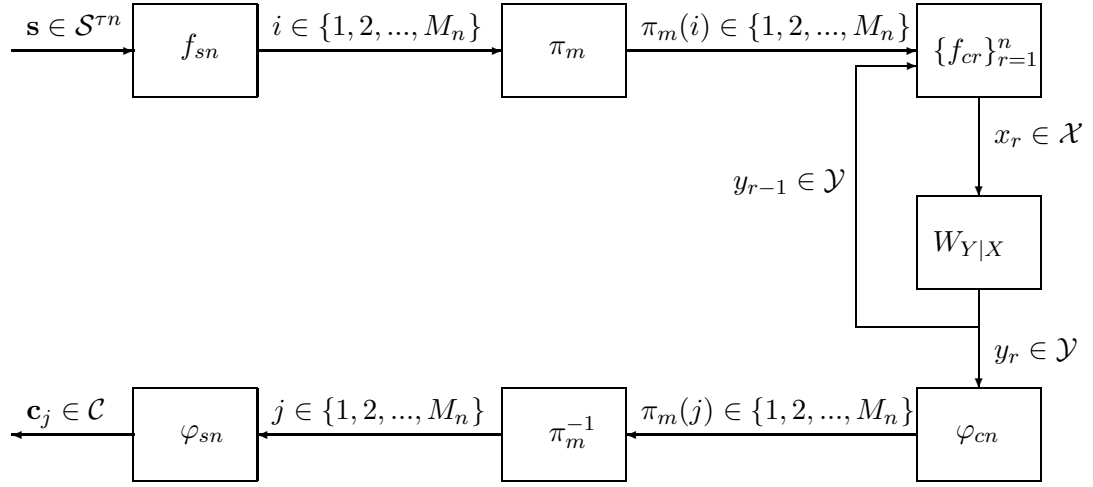 𝐬 ∈ 𝒮^{τn}
f_{sn}
i ∈ {1, 2, ..., M_n}
π_m
π_m(i) ∈ {1, 2, ..., M_n}
{f_{cr}}_{r=1}^{n}
x_r ∈ 𝒳
y_{r−1} ∈ 𝒴
W_{Y|X}
y_r ∈ 𝒴
𝐜_j ∈ 𝒞
φ_{sn}
j ∈ {1, 2, ..., M_n}
π_m^{−1}
π_m(j) ∈ {1, 2, ..., M_n}
φ_{cn}